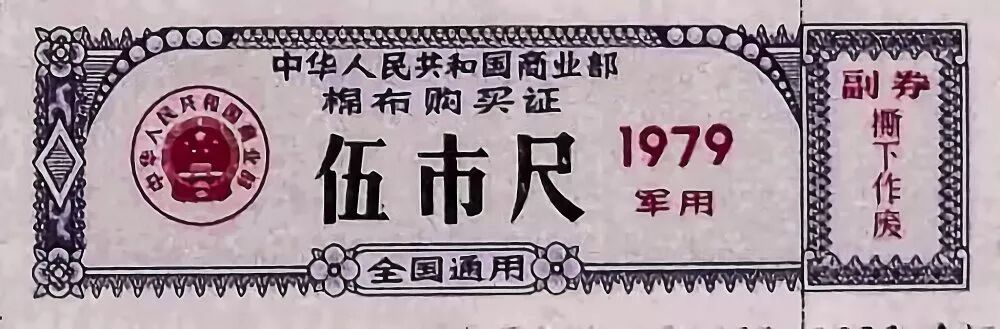 中华人民共和国商业部
棉布购买证
中华人民共和国商业部
伍市尺
1979
军用
全国通用
副券
撕下作废